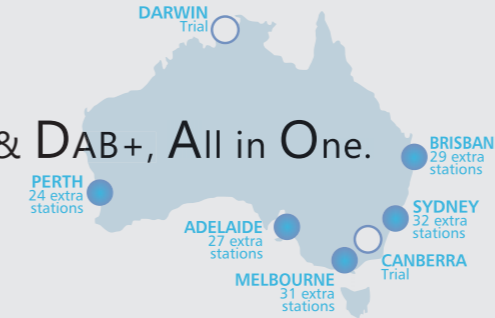 DARWIN
Trial
& DAB+, All in One.
BRISBAN
29 extra
stations
PERTH
24 extra
stations
SYDNEY
32 extra
stations
ADELAIDE
27 extra
stations
CANBERRA
Trial
MELBOURNE
31 extra
stations